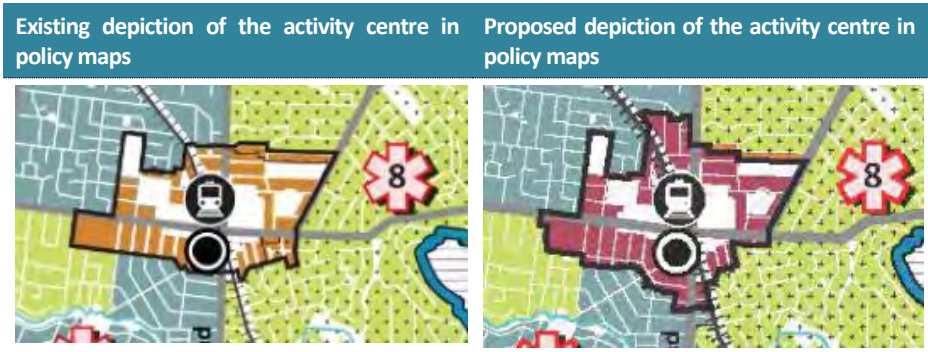 Existing depiction of the activity centre in
policy maps
Proposed depiction of the activity centre in
policy maps
8
8